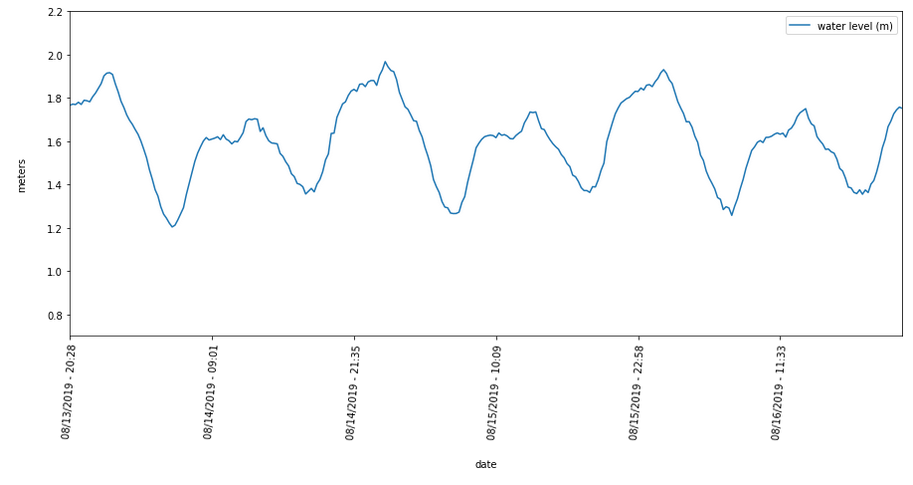 2.2
2.0
1.8
1.6
1.4
1.2
1.0
0.8
meters
water level (m)
08/13/2019 - 20:28
08/14/2019 - 09:01
08/14/2019 - 21:35
08/15/2019 - 10:09
08/15/2019 - 22:58
08/16/2019 - 11:33
date